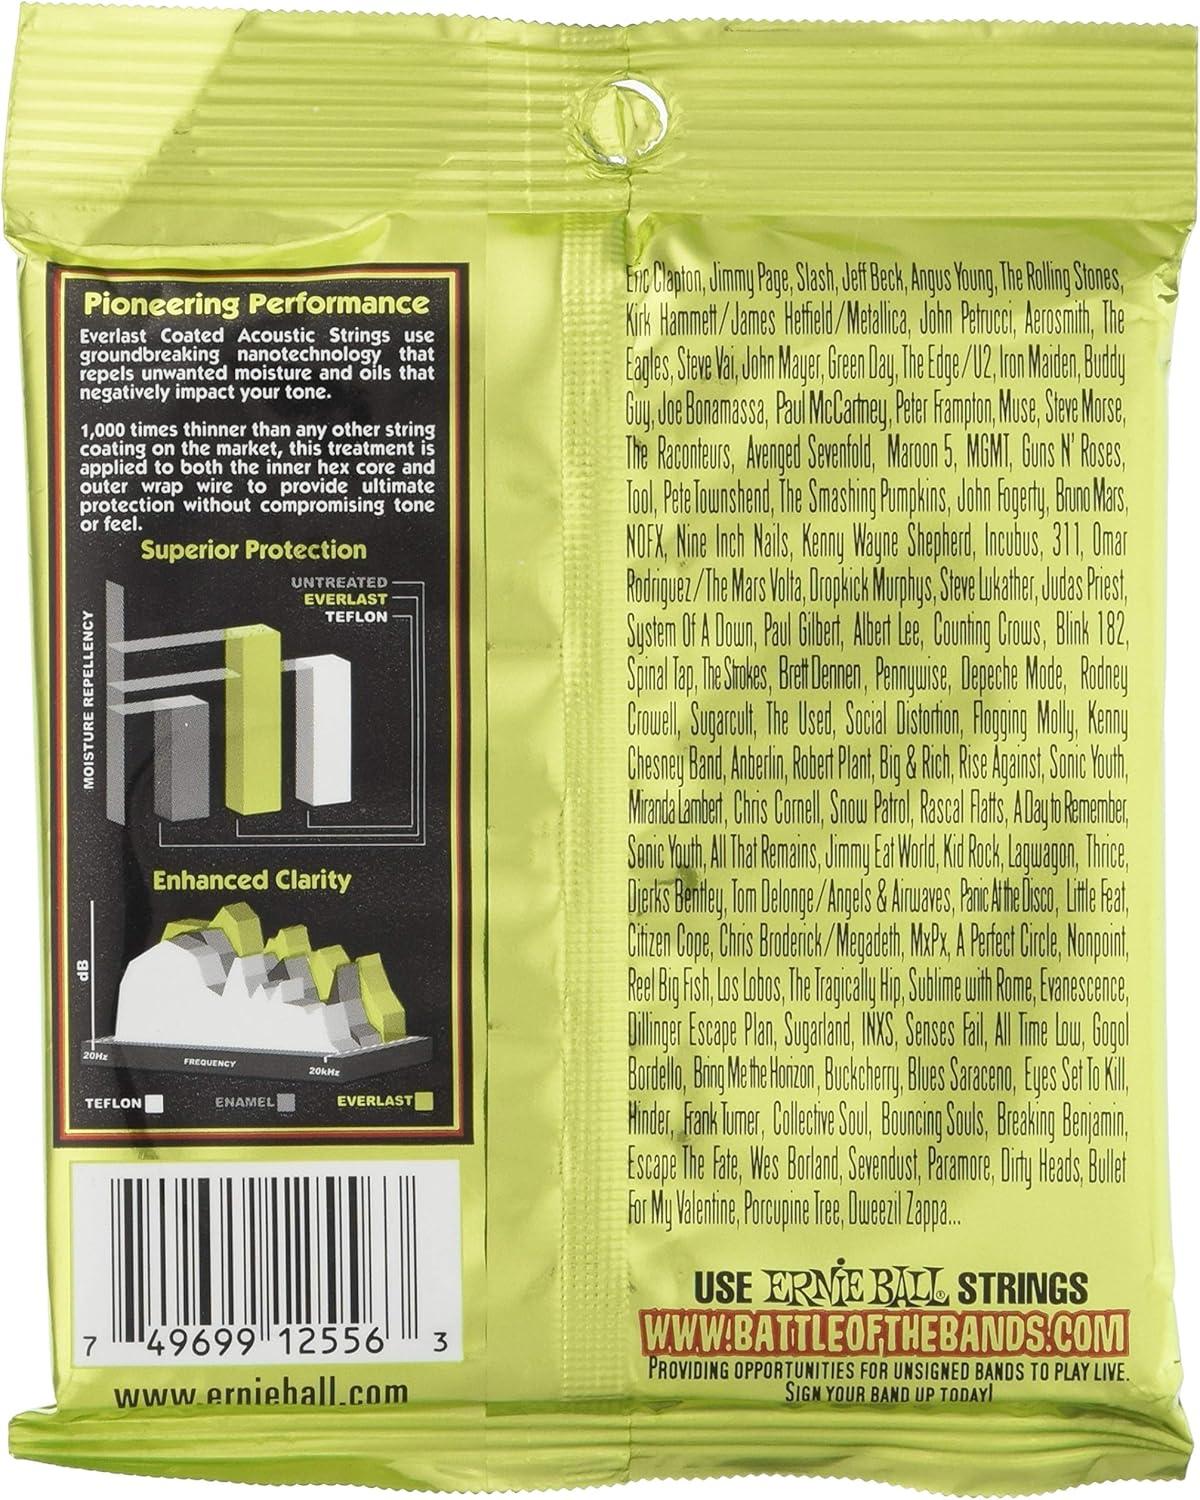 Pioneering Performance
Everlast Coated Acoustic Strings use
groundbreaking nanotechnology that
repels unwanted moisture and oils that
negatively impact your tone.
1,000 times thinner than any other string
coating on the market, this treatment is
applied to both the inner hex core and
outer wrap wire to provide ultimate
protection without compromising tone
or feel.
Superior Protection
UNTREATED
EVERLAST
TEFLON
MOISTURE REPELLENCY
Enhanced Clarity
dB
20Hz
FREQUENCY
20kHz
TEFLON ENAMEL EVERLAST
7 49699 12556 3
www.ernieball.com
Eric Clapton, Jimmy Page, Slash, Jeff Beck, Angus Young, The Rolling Stones,
Kirk Hammett/James Hetfield/Metallica, John Petrucci, Aerosmith, The
Eagles, Steve Vai, John Mayer, Green Day, The Edge/U2, Iron Maiden, Buddy
Guy, Joe Bonamassa, Paul McCartney, Peter Frampton, Muse, Steve Morse,
The Raconteurs, Avenged Sevenfold, Maroon 5, MGMT, Guns N' Roses,
Tool, Pete Townshend, The Smashing Pumpkins, John Fogerty, Bruno Mars,
NOFX, Nine Inch Nails, Kenny Wayne Shepherd, Incubus, 311, Omar
Rodriguez/The Mars Volta, Dropkick Murphys, Steve Lukather, Judas Priest,
System Of A Down, Paul Gilbert, Albert Lee, Counting Crows, Blink 182,
Spinal Tap, The Strokes, Brett Dennen, Pennywise, Depeche Mode, Rodney
Crowell, Sugarcult, The Used, Social Distortion, Flogging Molly, Kenny
Chesney Band, Anberlin, Robert Plant, Big & Rich, Rise Against, Sonic Youth,
Miranda Lambert, Chris Cornell, Snow Patrol, Rascal Flatts, A Day to Remember,
Sonic Youth, All That Remains, Jimmy Eat World, Kid Rock, Lagwagon, Thrice,
Dierks Bentley, Tom Delonge/Angels & Airwaves, Panic At the Disco, Little Feat,
Citizen Cope, Chris Broderick/Megadeth, MxPx, A Perfect Circle, Nonpoint,
Reel Big Fish, Los Lobos, The Tragically Hip, Sublime with Rome, Evanescence,
Dillinger Escape Plan, Sugarland, INXS, Senses Fail, All Time Low, Gogol
Bordello, Bring Me the Horizon, Buckcherry, Blues Saraceno, Eyes Set To Kill,
Hinder, Frank Turner, Collective Soul, Bouncing Souls, Breaking Benjamin,
Escape The Fate, Wes Borland, Sevendust, Paramore, Dirty Heads, Bullet
For My Valentine, Porcupine Tree, Dweezil Zappa...
USE ERNIE BALL® STRINGS
WWW.BATTLEOFTHEBANDS.COM
PROVIDING OPPORTUNITIES FOR UNSIGNED BANDS TO PLAY LIVE.
SIGN YOUR BAND UP TODAY!